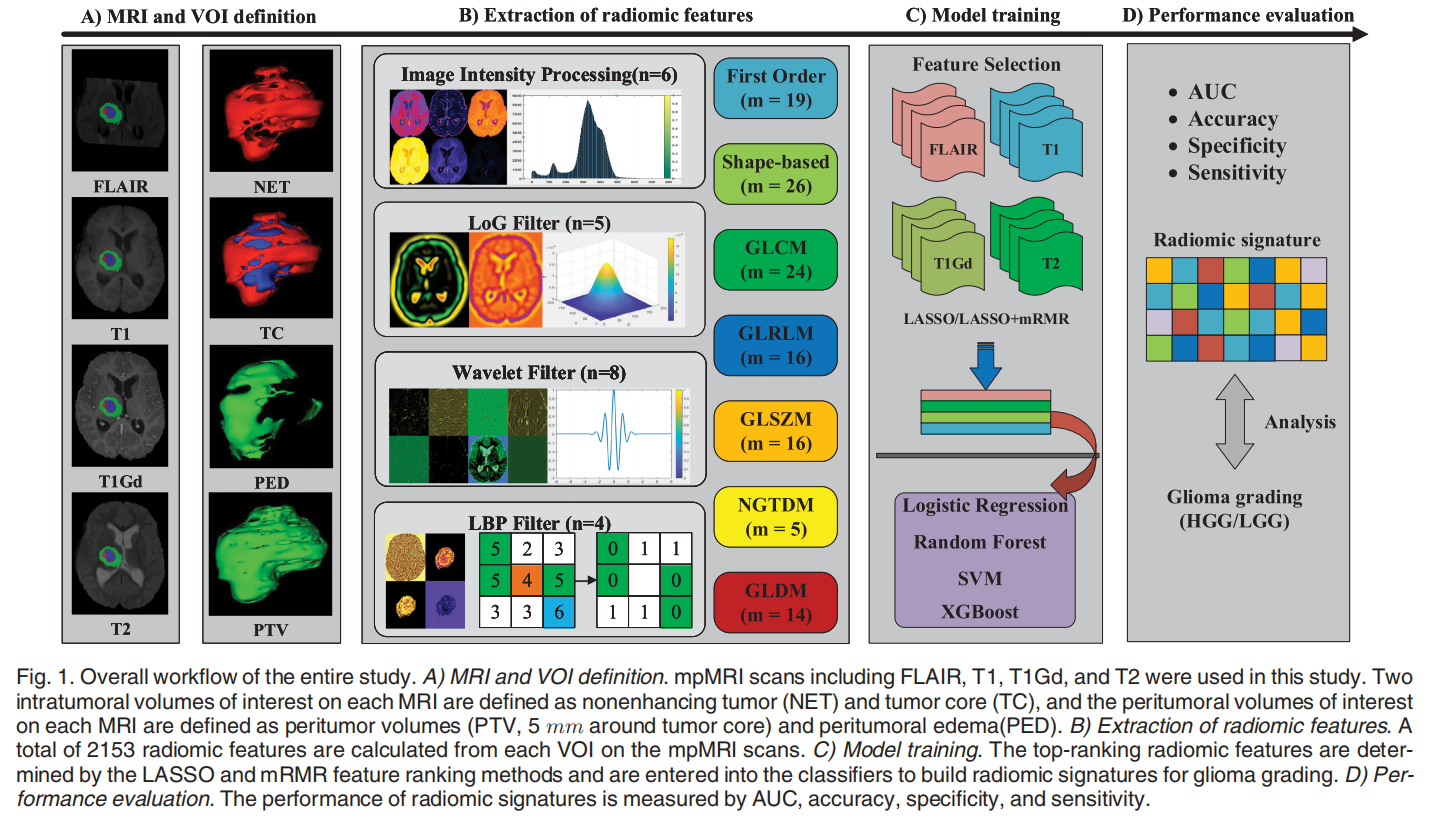 A) MRI and VOI definition
B) Extraction of radiomic features
C) Model training
D) Performance evaluation
FLAIR
T1
T1Gd
T2
NET
TC
PED
PTV
Image Intensity Processing(n=6)
LoG Filter (n=5)
Wavelet Filter (n=8)
LBP Filter (n=4)
5 2 3
5 4 5
3 3 6
0 1 1
0 0
1 1 0
First Order
(m = 19)
Shape-based
(m = 26)
GLCM
(m = 24)
GLRLM
(m = 16)
GLSZM
(m = 16)
NGTDM
(m = 5)
GLDM
(m = 14)
Feature Selection
FLAIR
T1
T1Gd
T2
LASSO/LASSO+mRMR
Logistic Regression
Random Forest
SVM
XGBoost
• AUC
• Accuracy
• Specificity
• Sensitivity
Radiomic signature
Analysis
Glioma grading
(HGG/LGG)
Fig. 1. Overall workflow of the entire study. A) MRI and VOI definition. mpMRI scans including FLAIR, T1, T1Gd, and T2 were used in this study. Two
intratumoral volumes of interest on each MRI are defined as nonenhancing tumor (NET) and tumor core (TC), and the peritumoral volumes of interest
on each MRI are defined as peritumor volumes (PTV, 5 mm around tumor core) and peritumoral edema(PED). B) Extraction of radiomic features. A
total of 2153 radiomic features are calculated from each VOI on the mpMRI scans. C) Model training. The top-ranking radiomic features are deter-
mined by the LASSO and mRMR feature ranking methods and are entered into the classifiers to build radiomic signatures for glioma grading. D) Per-
formance evaluation. The performance of radiomic signatures is measured by AUC, accuracy, specificity, and sensitivity.